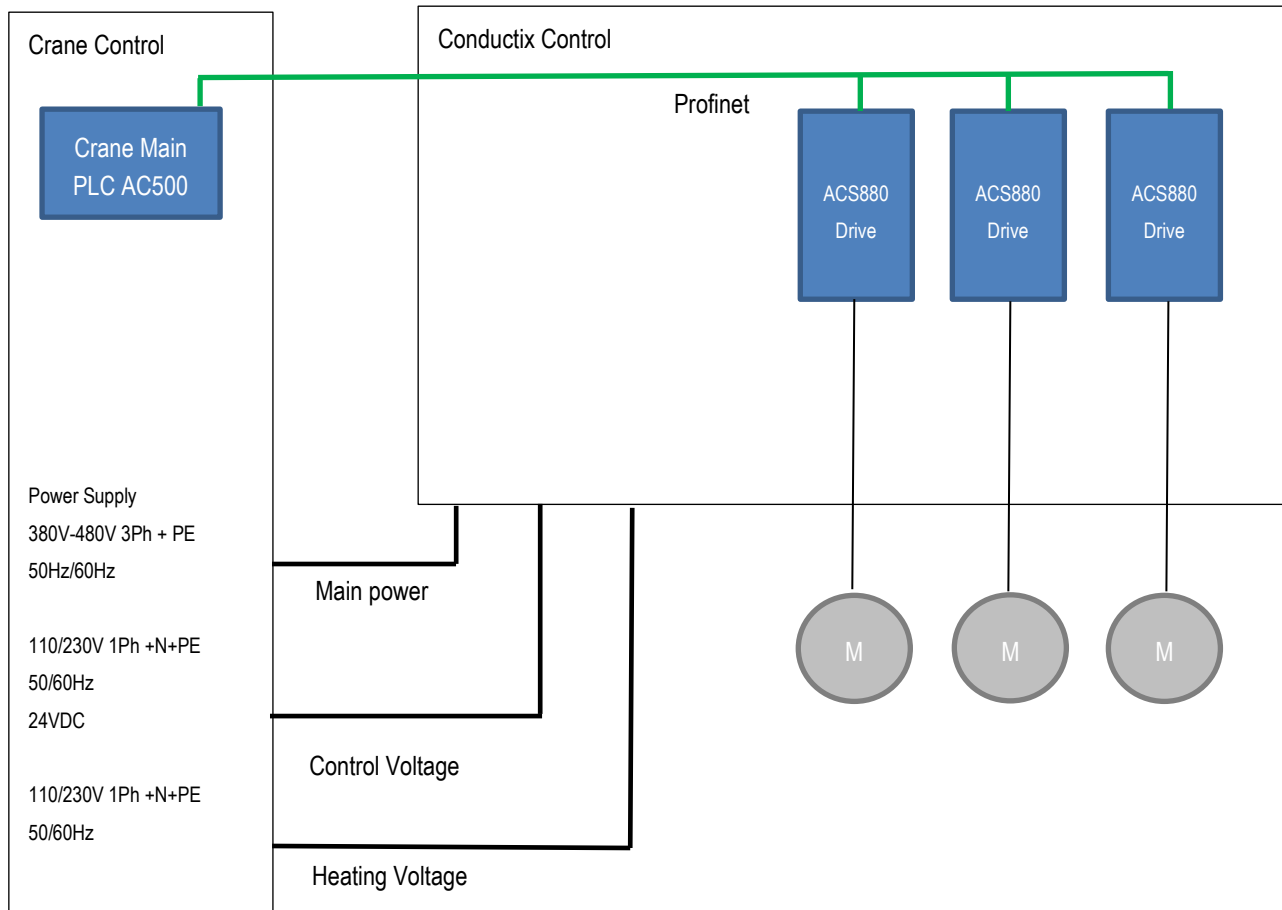 Crane Control
Conductix Control
Profinet
Crane Main
PLC AC500
ACS880
Drive
ACS880
Drive
ACS880
Drive
Power Supply
380V-480V 3Ph + PE
50Hz/60Hz
Main power
110/230V 1Ph +N+PE
50/60Hz
24VDC
Control Voltage
110/230V 1Ph +N+PE
50/60Hz
Heating Voltage
M
M
M